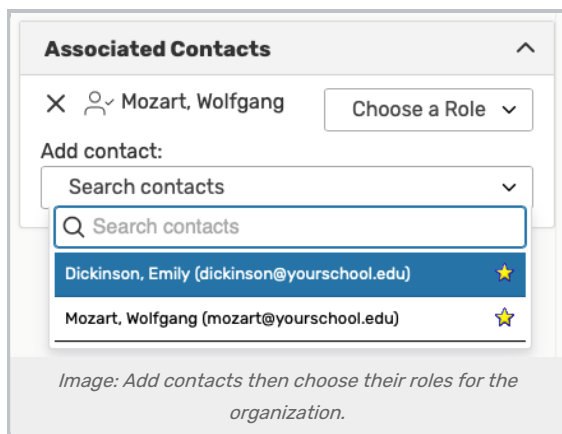 Associated Contacts
Mozart, Wolfgang
Choose a Role
Add contact:
Search contacts
Search contacts
Dickinson, Emily (dickinson@yourschool.edu)
Mozart, Wolfgang (mozart@yourschool.edu)
Image: Add contacts then choose their roles for the
organization.